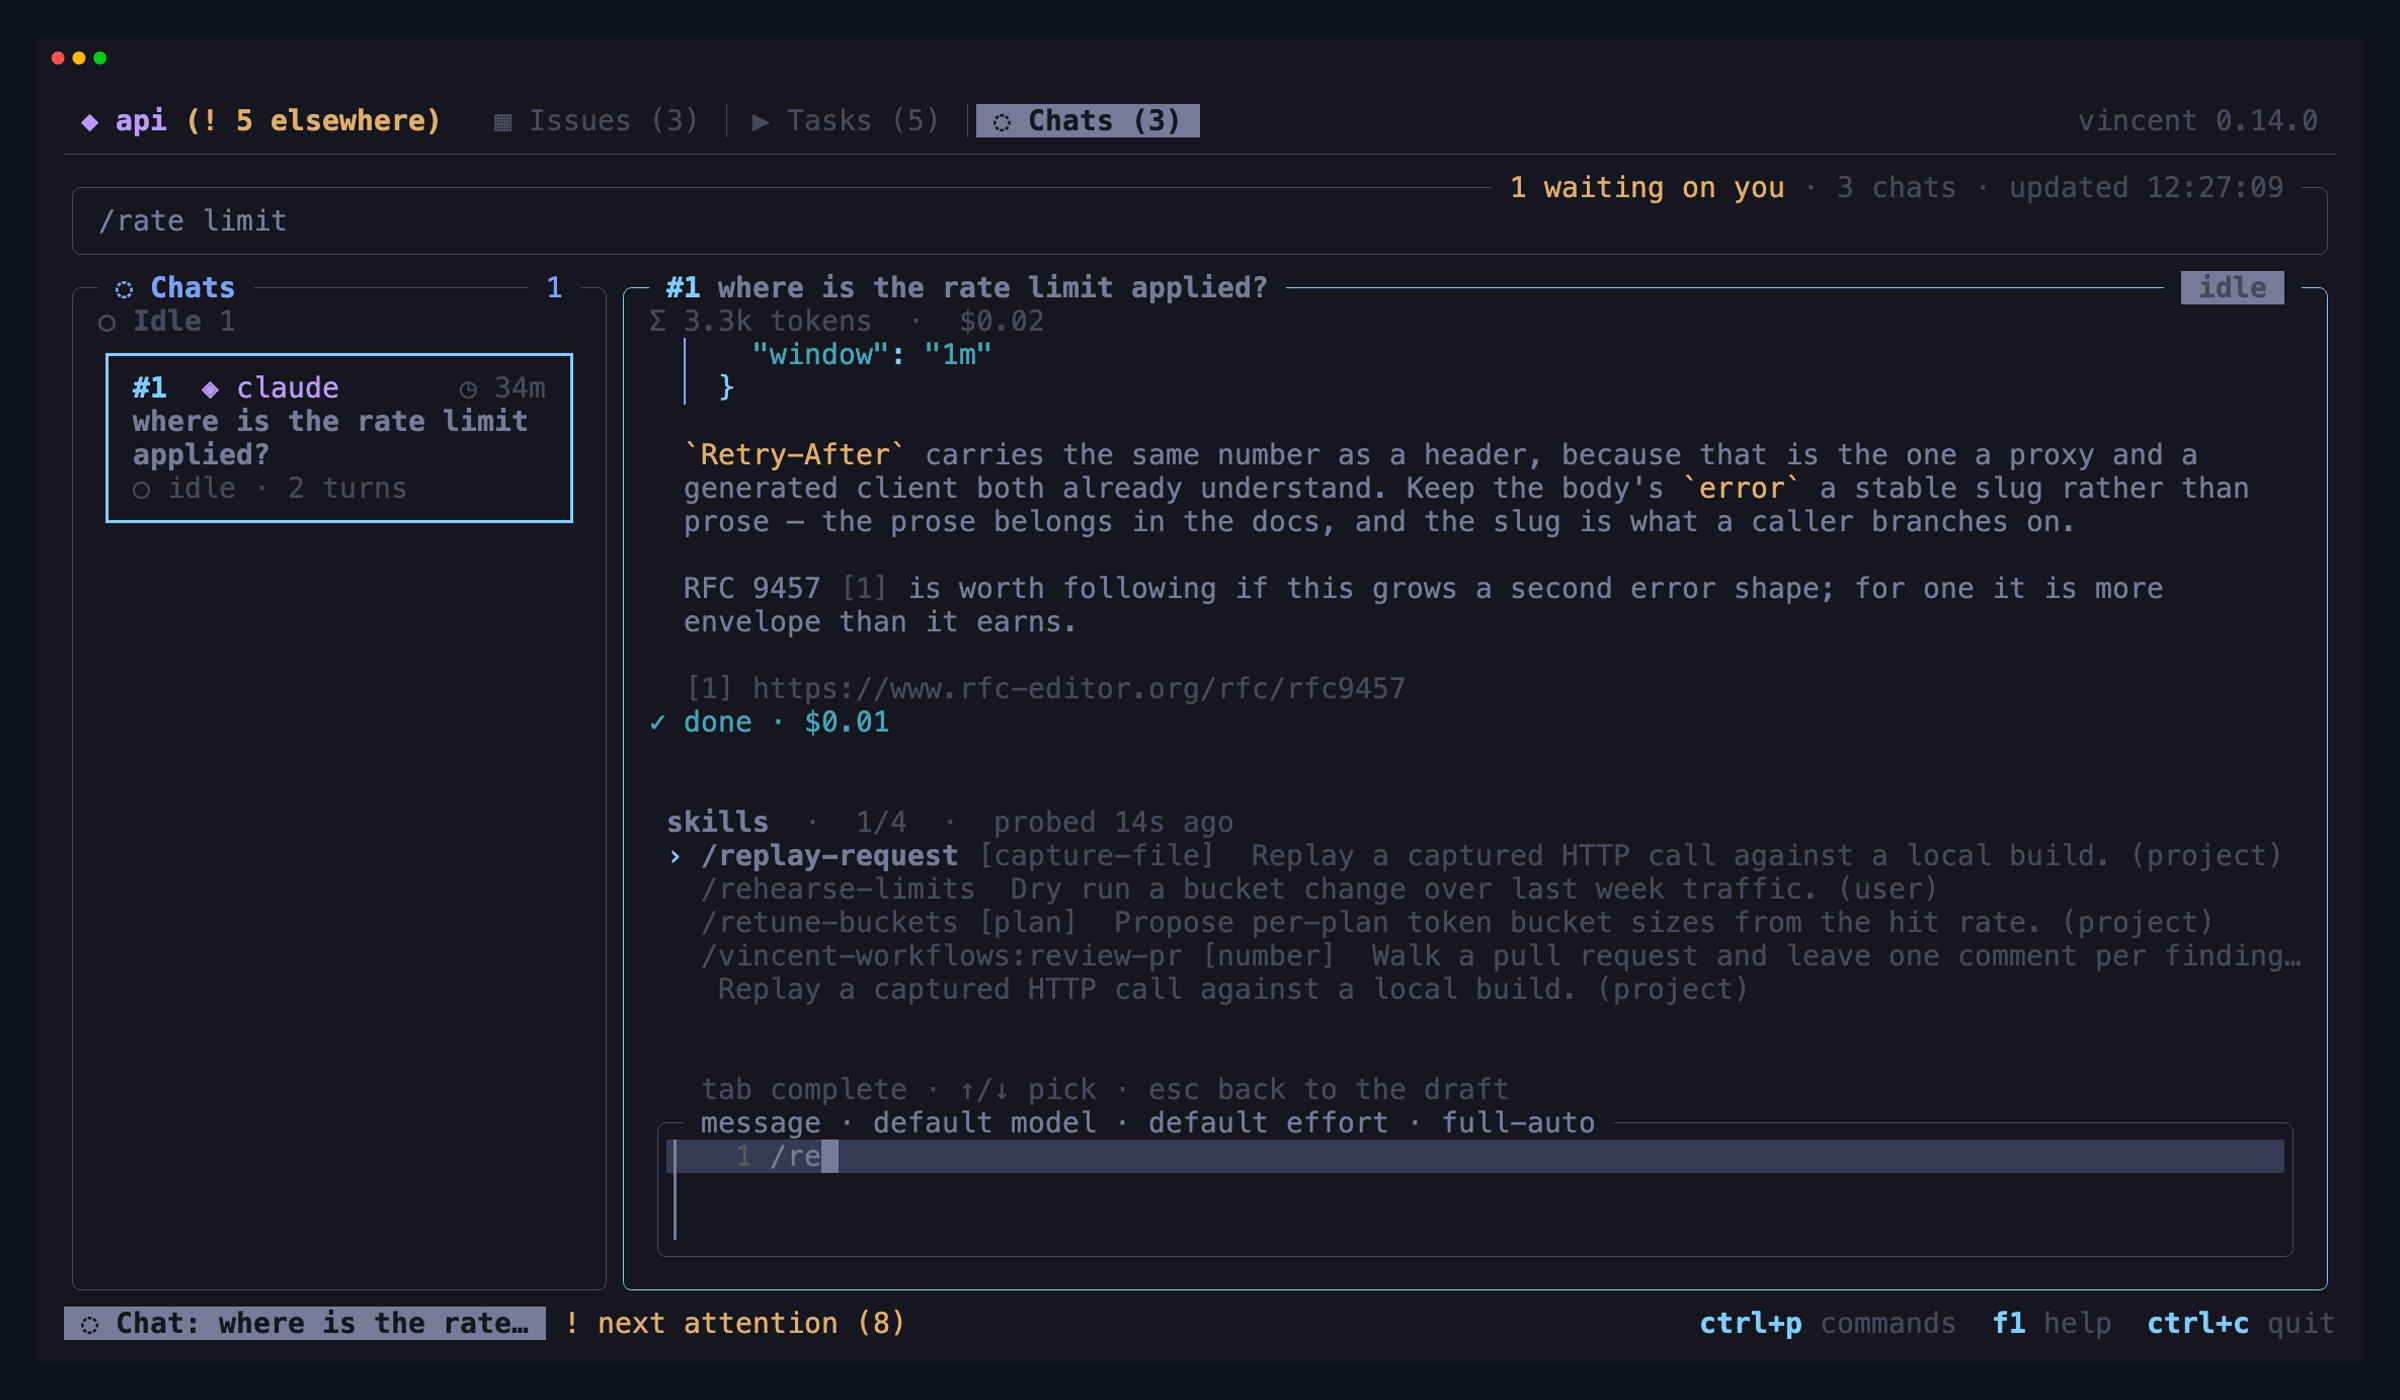 ◆ api (! 5 elsewhere) ▦ Issues (3) ▶ Tasks (5) ◌ Chats (3) vincent 0.14.0
1 waiting on you · 3 chats · updated 12:27:09
/rate limit
◌ Chats 1
○ Idle 1
#1 ◈ claude ◷ 34m
where is the rate limit
applied?
○ idle · 2 turns
#1 where is the rate limit applied? idle
Σ 3.3k tokens · $0.02
"window": "1m"
}
`Retry-After` carries the same number as a header, because that is the one a proxy and a
generated client both already understand. Keep the body's `error` a stable slug rather than
prose — the prose belongs in the docs, and the slug is what a caller branches on.
RFC 9457 [1] is worth following if this grows a second error shape; for one it is more
envelope than it earns.
[1] https://www.rfc-editor.org/rfc/rfc9457
✓ done · $0.01
skills · 1/4 · probed 14s ago
› /replay-request [capture-file] Replay a captured HTTP call against a local build. (project)
/rehearse-limits Dry run a bucket change over last week traffic. (user)
/retune-buckets [plan] Propose per-plan token bucket sizes from the hit rate. (project)
/vincent-workflows:review-pr [number] Walk a pull request and leave one comment per finding…
Replay a captured HTTP call against a local build. (project)
tab complete · ↑/↓ pick · esc back to the draft
message · default model · default effort · full-auto
1 /re
◌ Chat: where is the rate… ! next attention (8) ctrl+p commands f1 help ctrl+c quit